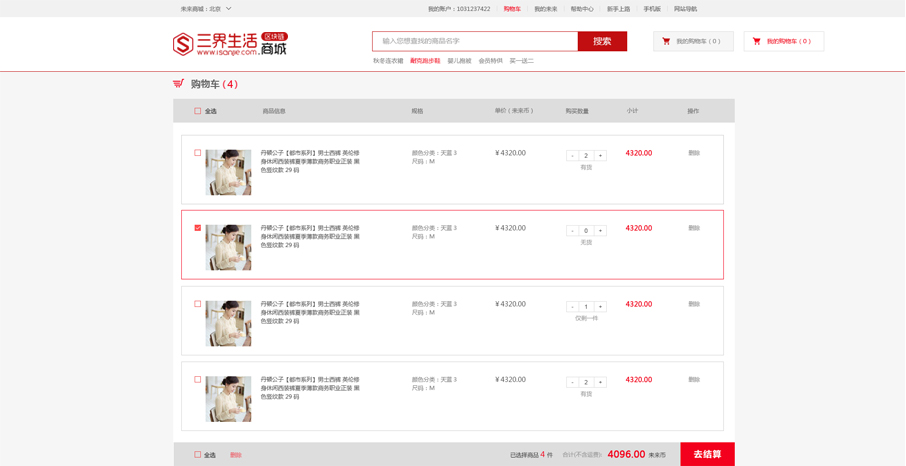 未来商城：北京
我的账户：1031237422
购物车
我的未来
帮助中心
新手上路
手机板
网站导航
三界生活
区块链
www.isanjie.com
.商城
输入您想查找的商品名字
搜索
秋冬连衣裙
耐克跑步鞋
婴儿抱被
会员特供
买一送二
我的购物车 ( 0 )
我的购物车 ( 0 )
购物车 ( 4 )
全选
商品信息
规格
单价（未来币）
购买数量
小计
操作
丹顿公子【都市系列】男士西裤 英伦修
身休闲西装裤夏季薄款商务职业正装 黑
色竖纹款 29 码
颜色分类：天蓝 3
尺码：M
¥ 4320.00
- 2 +
有货
4320.00
删除
丹顿公子【都市系列】男士西裤 英伦修
身休闲西装裤夏季薄款商务职业正装 黑
色竖纹款 29 码
颜色分类：天蓝 3
尺码：M
¥ 4320.00
- 0 +
无货
4320.00
删除
丹顿公子【都市系列】男士西裤 英伦修
身休闲西装裤夏季薄款商务职业正装 黑
色竖纹款 29 码
颜色分类：天蓝 3
尺码：M
¥ 4320.00
- 1 +
仅剩一件
4320.00
删除
丹顿公子【都市系列】男士西裤 英伦修
身休闲西装裤夏季薄款商务职业正装 黑
色竖纹款 29 码
颜色分类：天蓝 3
尺码：M
¥ 4320.00
- 2 +
有货
4320.00
删除
全选
删除
已选择商品 4 件
合计(不含运费):
4096.00 未来币
去结算